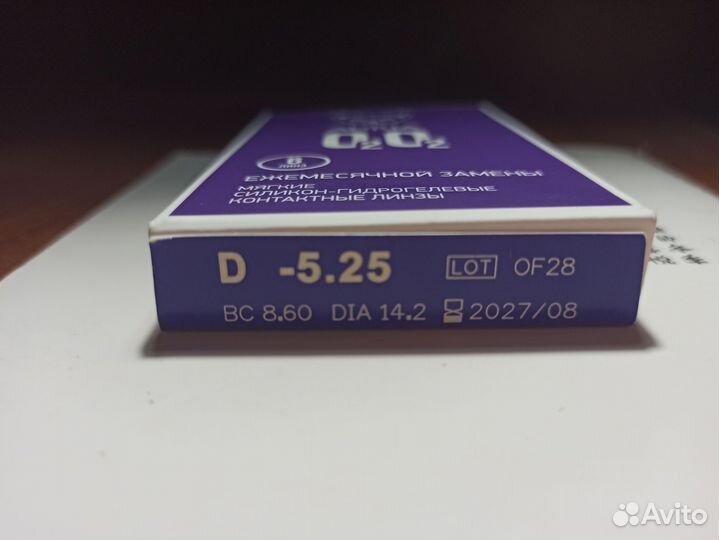 O₂O₂
6
ЛИНЗ
ЕЖЕМЕСЯЧНОЙ ЗАМЕНЫ
МЯГКИЕ
СИЛИКОН-ГИДРОГЕЛЕВЫЕ
КОНТАКТНЫЕ ЛИНЗЫ
D -5.25 LOT OF28
BC 8.60 DIA 14.2 2027/08
Avito